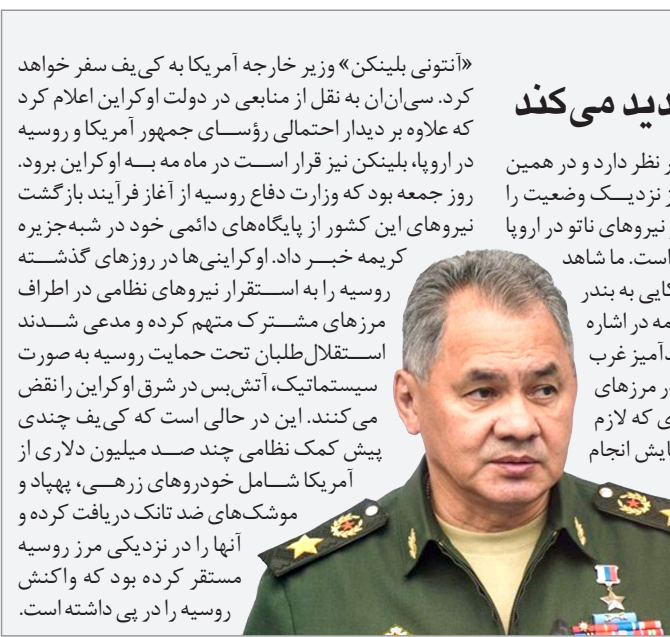 دید می‌کند
ر نظر دارد و در همین
ز نزدیک وضعیت را
نیروهای ناتو در اروپا
است. ما شاهد
کایی به بندر
مه در اشاره
دآمیز غرب
ر مرزهای
ی که لازم
ایش انجام
«آنتونی بلینکن» وزیر خارجه آمریکا به کی‌یف سفر خواهد
کرد. سی‌ان‌ان به نقل از منابعی در دولت اوکراین اعلام کرد
که علاوه بر دیدار احتمالی رؤسای جمهور آمریکا و روسیه
در اروپا، بلینکن نیز قرار است در ماه مه به اوکراین برود.
روز جمعه بود که وزارت دفاع روسیه از آغاز فرآیند بازگشت
نیروهای این کشور از پایگاه‌های دائمی خود در شبه‌جزیره
کریمه خبر داد. اوکراینی‌ها در روزهای گذشته
روسیه را به استقرار نیروهای نظامی در اطراف
مرزهای مشترک متهم کرده و مدعی شدند
استقلال‌طلبان تحت حمایت روسیه به صورت
سیستماتیک، آتش‌بس در شرق اوکراین را نقض
می‌کنند. این در حالی است که کی‌یف چندی
پیش کمک نظامی چند صد میلیون دلاری از
آمریکا شامل خودروهای زرهی، پهپاد و
موشک‌های ضد تانک دریافت کرده و
آنها را در نزدیکی مرز روسیه
مستقر کرده بود که واکنش
روسیه را در پی داشته است.